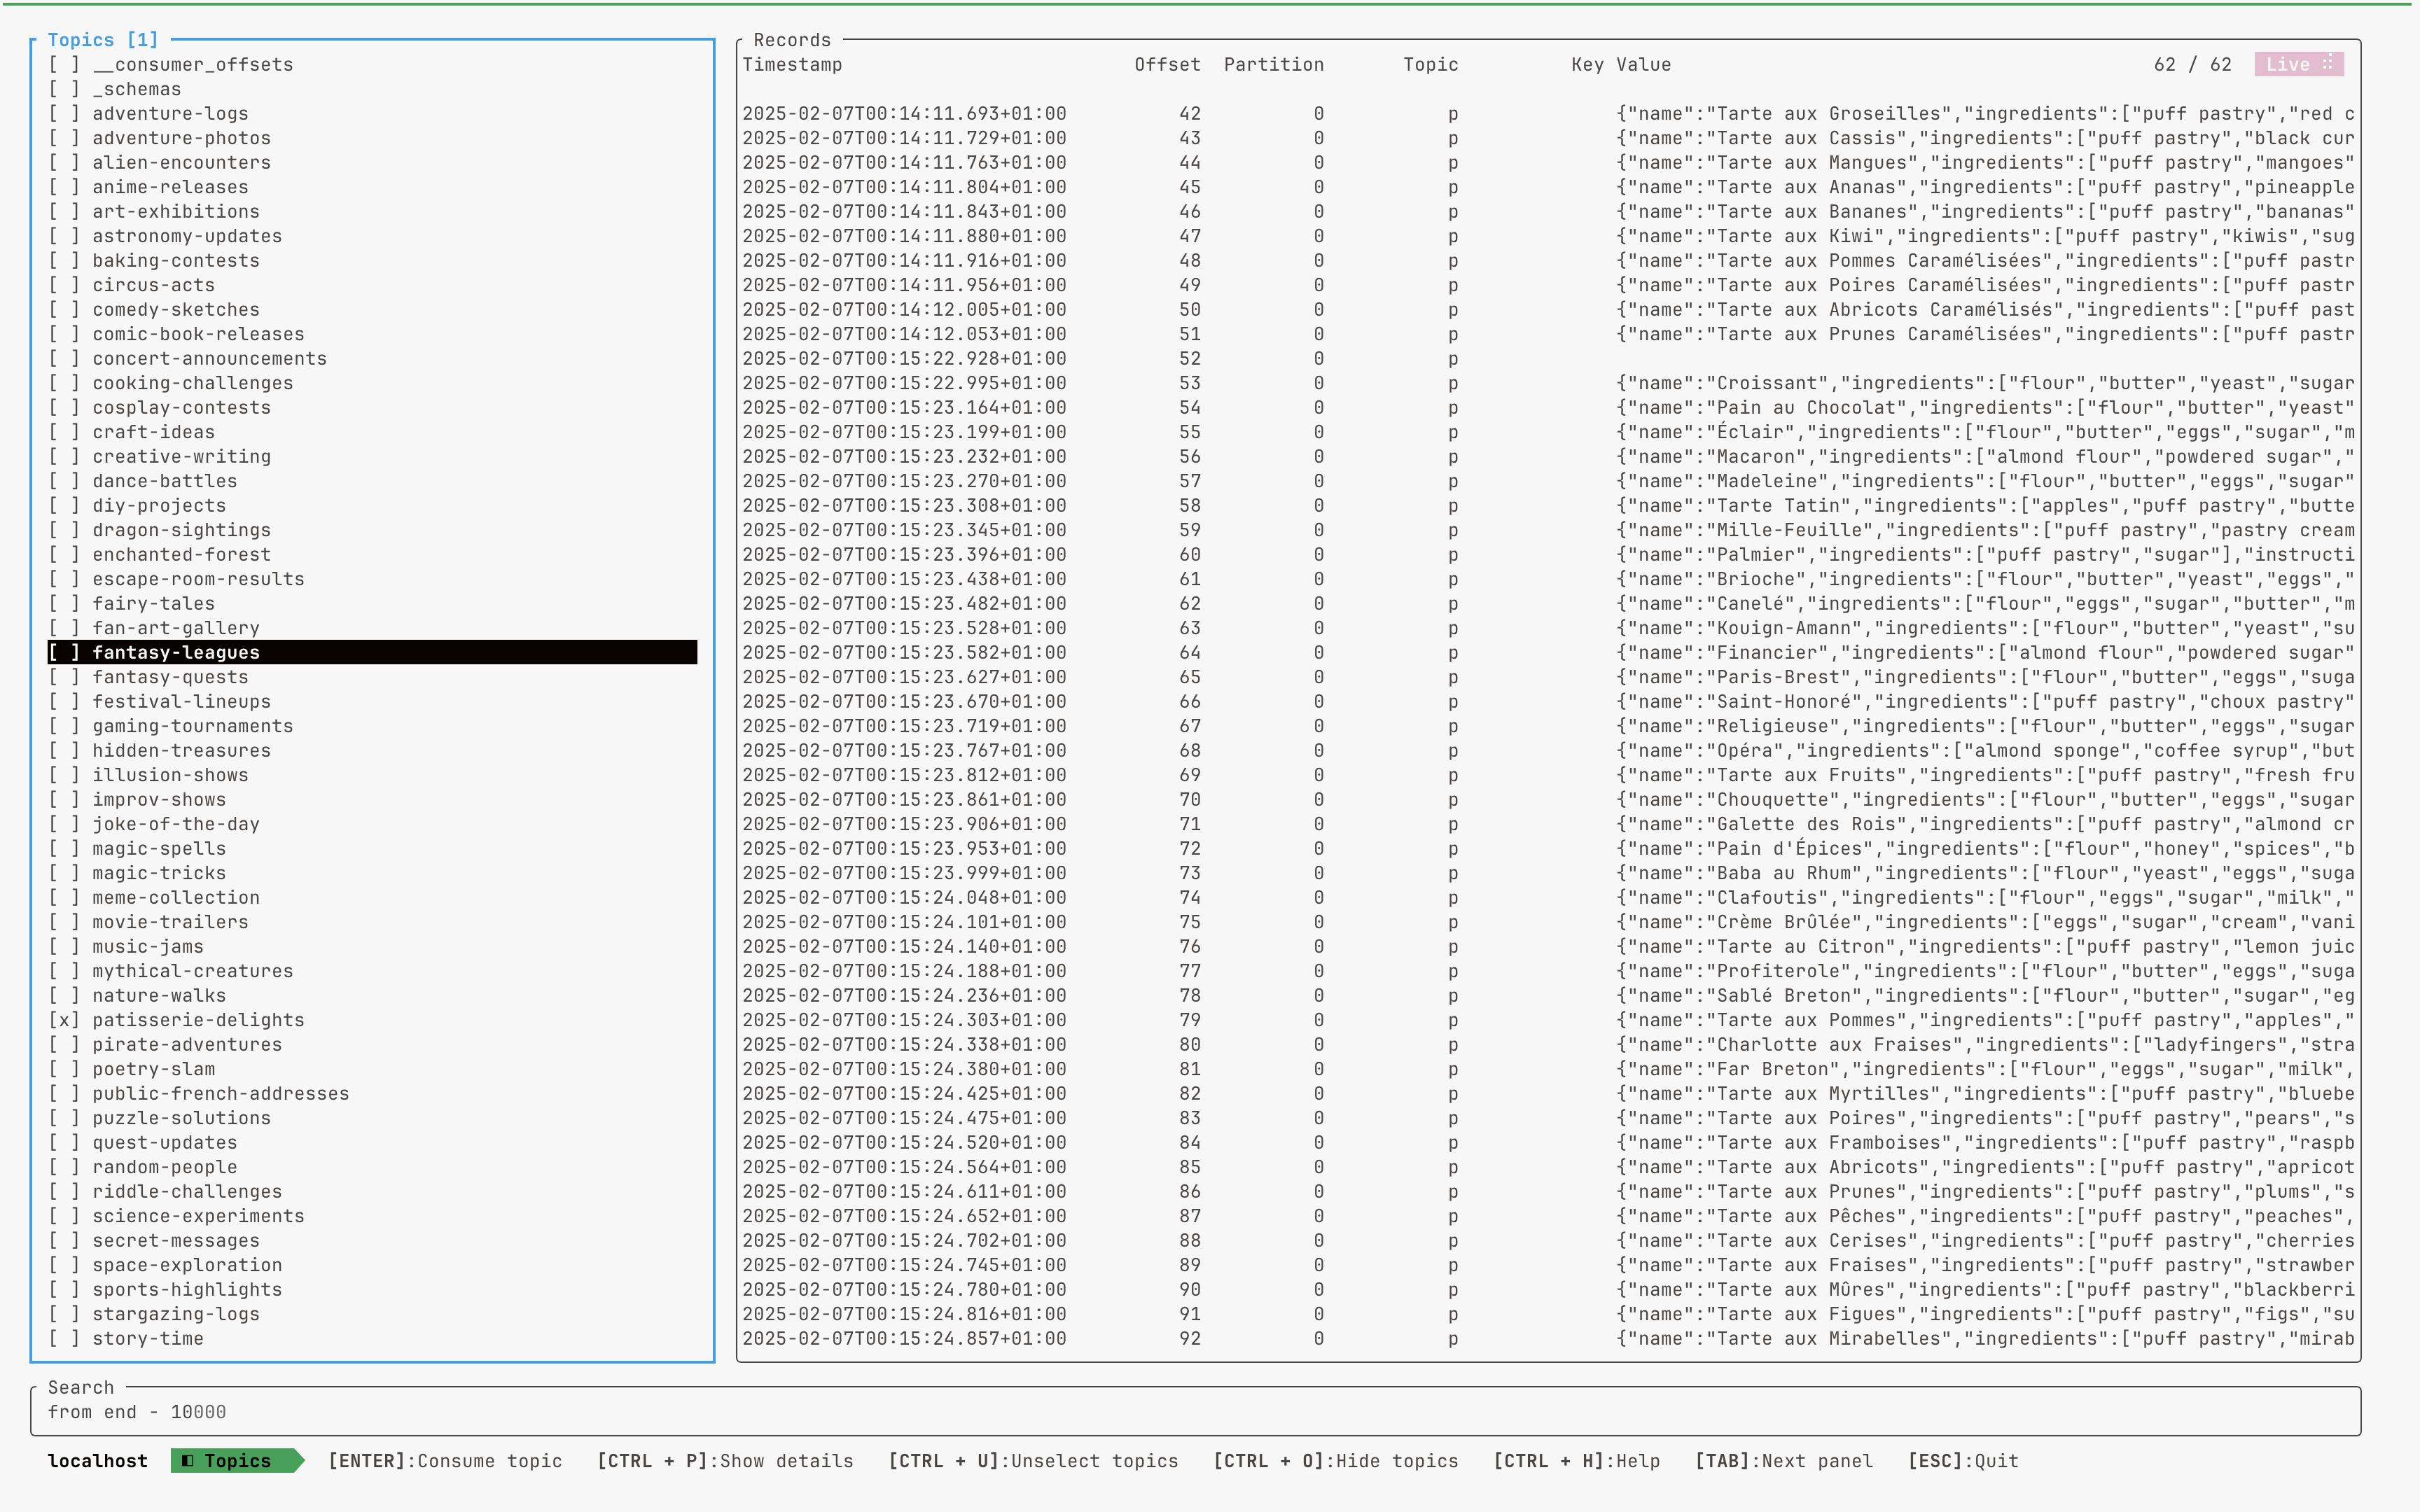 Topics [1]
[ ] __consumer_offsets
[ ] _schemas
[ ] adventure-logs
[ ] adventure-photos
[ ] alien-encounters
[ ] anime-releases
[ ] art-exhibitions
[ ] astronomy-updates
[ ] baking-contests
[ ] circus-acts
[ ] comedy-sketches
[ ] comic-book-releases
[ ] concert-announcements
[ ] cooking-challenges
[ ] cosplay-contests
[ ] craft-ideas
[ ] creative-writing
[ ] dance-battles
[ ] diy-projects
[ ] dragon-sightings
[ ] enchanted-forest
[ ] escape-room-results
[ ] fairy-tales
[ ] fan-art-gallery
[ ] fantasy-leagues
[ ] fantasy-quests
[ ] festival-lineups
[ ] gaming-tournaments
[ ] hidden-treasures
[ ] illusion-shows
[ ] improv-shows
[ ] joke-of-the-day
[ ] magic-spells
[ ] magic-tricks
[ ] meme-collection
[ ] movie-trailers
[ ] music-jams
[ ] mythical-creatures
[ ] nature-walks
[x] patisserie-delights
[ ] pirate-adventures
[ ] poetry-slam
[ ] public-french-addresses
[ ] puzzle-solutions
[ ] quest-updates
[ ] random-people
[ ] riddle-challenges
[ ] science-experiments
[ ] secret-messages
[ ] space-exploration
[ ] sports-highlights
[ ] stargazing-logs
[ ] story-time
Records
Timestamp Offset Partition Topic Key Value 62 / 62 Live
2025-02-07T00:14:11.693+01:00 42 0 p {"name":"Tarte aux Groseilles","ingredients":["puff pastry","red c
2025-02-07T00:14:11.729+01:00 43 0 p {"name":"Tarte aux Cassis","ingredients":["puff pastry","black cur
2025-02-07T00:14:11.763+01:00 44 0 p {"name":"Tarte aux Mangues","ingredients":["puff pastry","mangoes"
2025-02-07T00:14:11.804+01:00 45 0 p {"name":"Tarte aux Ananas","ingredients":["puff pastry","pineapple
2025-02-07T00:14:11.843+01:00 46 0 p {"name":"Tarte aux Bananes","ingredients":["puff pastry","bananas"
2025-02-07T00:14:11.880+01:00 47 0 p {"name":"Tarte aux Kiwi","ingredients":["puff pastry","kiwis","sug
2025-02-07T00:14:11.916+01:00 48 0 p {"name":"Tarte aux Pommes Caramélisées","ingredients":["puff pastr
2025-02-07T00:14:11.956+01:00 49 0 p {"name":"Tarte aux Poires Caramélisées","ingredients":["puff pastr
2025-02-07T00:14:12.005+01:00 50 0 p {"name":"Tarte aux Abricots Caramélisés","ingredients":["puff past
2025-02-07T00:14:12.053+01:00 51 0 p {"name":"Tarte aux Prunes Caramélisées","ingredients":["puff pastr
2025-02-07T00:15:22.928+01:00 52 0 p
2025-02-07T00:15:22.995+01:00 53 0 p {"name":"Croissant","ingredients":["flour","butter","yeast","sugar
2025-02-07T00:15:23.164+01:00 54 0 p {"name":"Pain au Chocolat","ingredients":["flour","butter","yeast"
2025-02-07T00:15:23.199+01:00 55 0 p {"name":"Éclair","ingredients":["flour","butter","eggs","sugar","m
2025-02-07T00:15:23.232+01:00 56 0 p {"name":"Macaron","ingredients":["almond flour","powdered sugar","
2025-02-07T00:15:23.270+01:00 57 0 p {"name":"Madeleine","ingredients":["flour","butter","eggs","sugar"
2025-02-07T00:15:23.308+01:00 58 0 p {"name":"Tarte Tatin","ingredients":["apples","puff pastry","butte
2025-02-07T00:15:23.345+01:00 59 0 p {"name":"Mille-Feuille","ingredients":["puff pastry","pastry cream
2025-02-07T00:15:23.396+01:00 60 0 p {"name":"Palmier","ingredients":["puff pastry","sugar"],"instructi
2025-02-07T00:15:23.438+01:00 61 0 p {"name":"Brioche","ingredients":["flour","butter","yeast","eggs","
2025-02-07T00:15:23.482+01:00 62 0 p {"name":"Canelé","ingredients":["flour","eggs","sugar","butter","m
2025-02-07T00:15:23.528+01:00 63 0 p {"name":"Kouign-Amann","ingredients":["flour","butter","yeast","su
2025-02-07T00:15:23.582+01:00 64 0 p {"name":"Financier","ingredients":["almond flour","powdered sugar"
2025-02-07T00:15:23.627+01:00 65 0 p {"name":"Paris-Brest","ingredients":["flour","butter","eggs","suga
2025-02-07T00:15:23.670+01:00 66 0 p {"name":"Saint-Honoré","ingredients":["puff pastry","choux pastry"
2025-02-07T00:15:23.719+01:00 67 0 p {"name":"Religieuse","ingredients":["flour","butter","eggs","sugar
2025-02-07T00:15:23.767+01:00 68 0 p {"name":"Opéra","ingredients":["almond sponge","coffee syrup","but
2025-02-07T00:15:23.812+01:00 69 0 p {"name":"Tarte aux Fruits","ingredients":["puff pastry","fresh fru
2025-02-07T00:15:23.861+01:00 70 0 p {"name":"Chouquette","ingredients":["flour","butter","eggs","sugar
2025-02-07T00:15:23.906+01:00 71 0 p {"name":"Galette des Rois","ingredients":["puff pastry","almond cr
2025-02-07T00:15:23.953+01:00 72 0 p {"name":"Pain d'Épices","ingredients":["flour","honey","spices","b
2025-02-07T00:15:23.999+01:00 73 0 p {"name":"Baba au Rhum","ingredients":["flour","yeast","eggs","suga
2025-02-07T00:15:24.048+01:00 74 0 p {"name":"Clafoutis","ingredients":["flour","eggs","sugar","milk","
2025-02-07T00:15:24.101+01:00 75 0 p {"name":"Crème Brûlée","ingredients":["eggs","sugar","cream","vani
2025-02-07T00:15:24.140+01:00 76 0 p {"name":"Tarte au Citron","ingredients":["puff pastry","lemon juic
2025-02-07T00:15:24.188+01:00 77 0 p {"name":"Profiterole","ingredients":["flour","butter","eggs","suga
2025-02-07T00:15:24.236+01:00 78 0 p {"name":"Sablé Breton","ingredients":["flour","butter","sugar","eg
2025-02-07T00:15:24.303+01:00 79 0 p {"name":"Tarte aux Pommes","ingredients":["puff pastry","apples","
2025-02-07T00:15:24.338+01:00 80 0 p {"name":"Charlotte aux Fraises","ingredients":["ladyfingers","stra
2025-02-07T00:15:24.380+01:00 81 0 p {"name":"Far Breton","ingredients":["flour","eggs","sugar","milk",
2025-02-07T00:15:24.425+01:00 82 0 p {"name":"Tarte aux Myrtilles","ingredients":["puff pastry","bluebe
2025-02-07T00:15:24.475+01:00 83 0 p {"name":"Tarte aux Poires","ingredients":["puff pastry","pears","s
2025-02-07T00:15:24.520+01:00 84 0 p {"name":"Tarte aux Framboises","ingredients":["puff pastry","raspb
2025-02-07T00:15:24.564+01:00 85 0 p {"name":"Tarte aux Abricots","ingredients":["puff pastry","apricot
2025-02-07T00:15:24.611+01:00 86 0 p {"name":"Tarte aux Prunes","ingredients":["puff pastry","plums","s
2025-02-07T00:15:24.652+01:00 87 0 p {"name":"Tarte aux Pêches","ingredients":["puff pastry","peaches",
2025-02-07T00:15:24.702+01:00 88 0 p {"name":"Tarte aux Cerises","ingredients":["puff pastry","cherries
2025-02-07T00:15:24.745+01:00 89 0 p {"name":"Tarte aux Fraises","ingredients":["puff pastry","strawber
2025-02-07T00:15:24.780+01:00 90 0 p {"name":"Tarte aux Mûres","ingredients":["puff pastry","blackberri
2025-02-07T00:15:24.816+01:00 91 0 p {"name":"Tarte aux Figues","ingredients":["puff pastry","figs","su
2025-02-07T00:15:24.857+01:00 92 0 p {"name":"Tarte aux Mirabelles","ingredients":["puff pastry","mirab
Search
from end - 10000
localhost Topics [ENTER]:Consume topic [CTRL + P]:Show details [CTRL + U]:Unselect topics [CTRL + O]:Hide topics [CTRL + H]:Help [TAB]:Next panel [ESC]:Quit